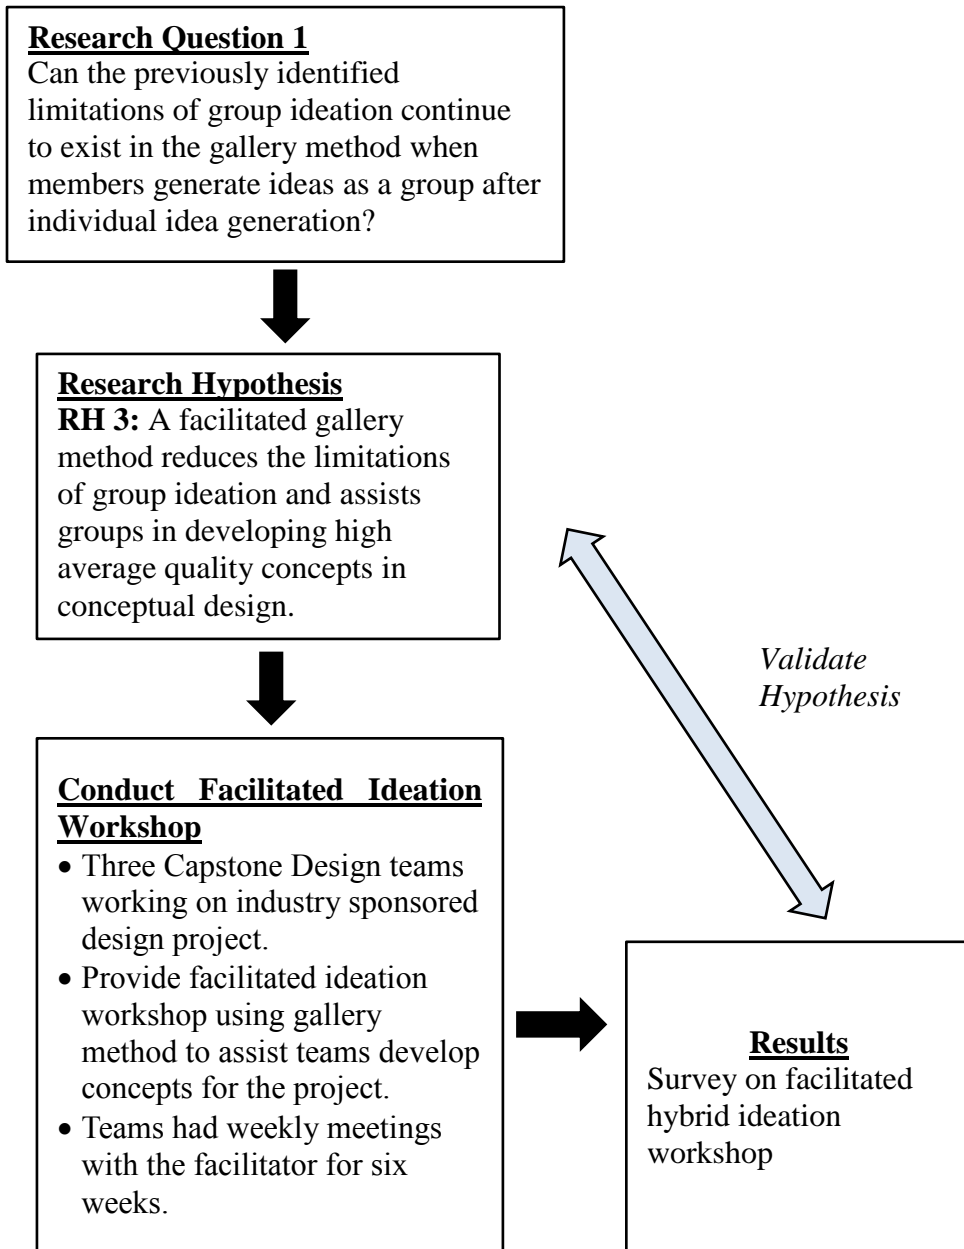 Research Question 1
Can the previously identified
limitations of group ideation continue
to exist in the gallery method when
members generate ideas as a group after
individual idea generation?
Research Hypothesis
RH 3: A facilitated gallery
method reduces the limitations
of group ideation and assists
groups in developing high
average quality concepts in
conceptual design.
Validate
Hypothesis
Conduct Facilitated Ideation
Workshop
• Three Capstone Design teams
working on industry sponsored
design project.
• Provide facilitated ideation
workshop using gallery
method to assist teams develop
concepts for the project.
• Teams had weekly meetings
with the facilitator for six
weeks.
Results
Survey on facilitated
hybrid ideation
workshop